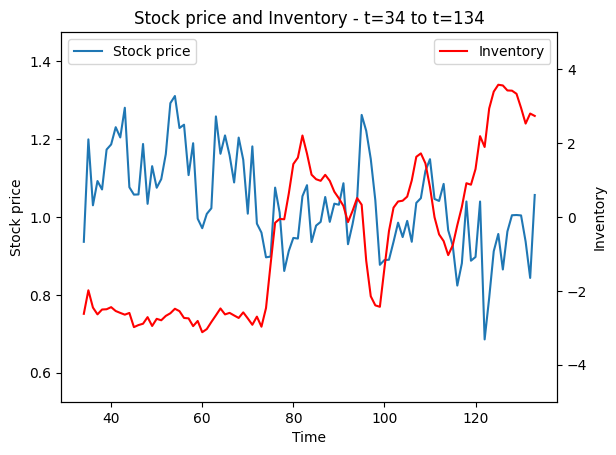 Stock price and Inventory - t=34 to t=134
Stock price
Inventory
1.4
1.2
1.0
0.8
0.6
Stock price
4
2
0
−2
−4
Inventory
40
60
80
100
120
Time